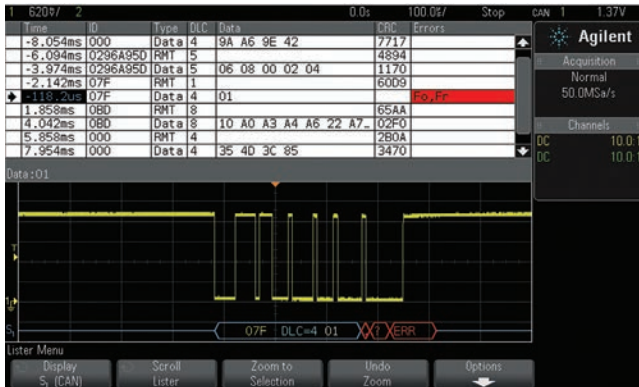 1 620▽/ 2 0.0s 100.0▽/ Stop CAN 1 1.37V
Time ID Type DLC Data CRC Errors
-8.054ms 000 Data 4 9A A6 9E 42 7717
-6.094ms 0296A95D RMT 5 4894
-3.974ms 0296A95D Data 5 06 08 00 02 04 1170
-2.142ms 07F RMT 1 60D9
-118.2us 07F Data 4 01 Fo,Fr
1.858ms 0BD RMT 8 65AA
4.042ms 0BD Data 8 10 A0 A3 A4 A6 22 A7_ 02F0
5.858ms 000 RMT 4 2B0A
7.954ms 000 Data 4 35 4D 3C 85 3470
Agilent
Acquisition
Normal
50.0MSa/s
Channels
DC 10.0:
DC 10.0:
Data:01
T
S₁ 07F DLC=4 01 ? ERR
Lister Menu
Display
S₁ (CAN)
Scroll
Lister
Zoom to
Selection
Undo
Zoom
Options